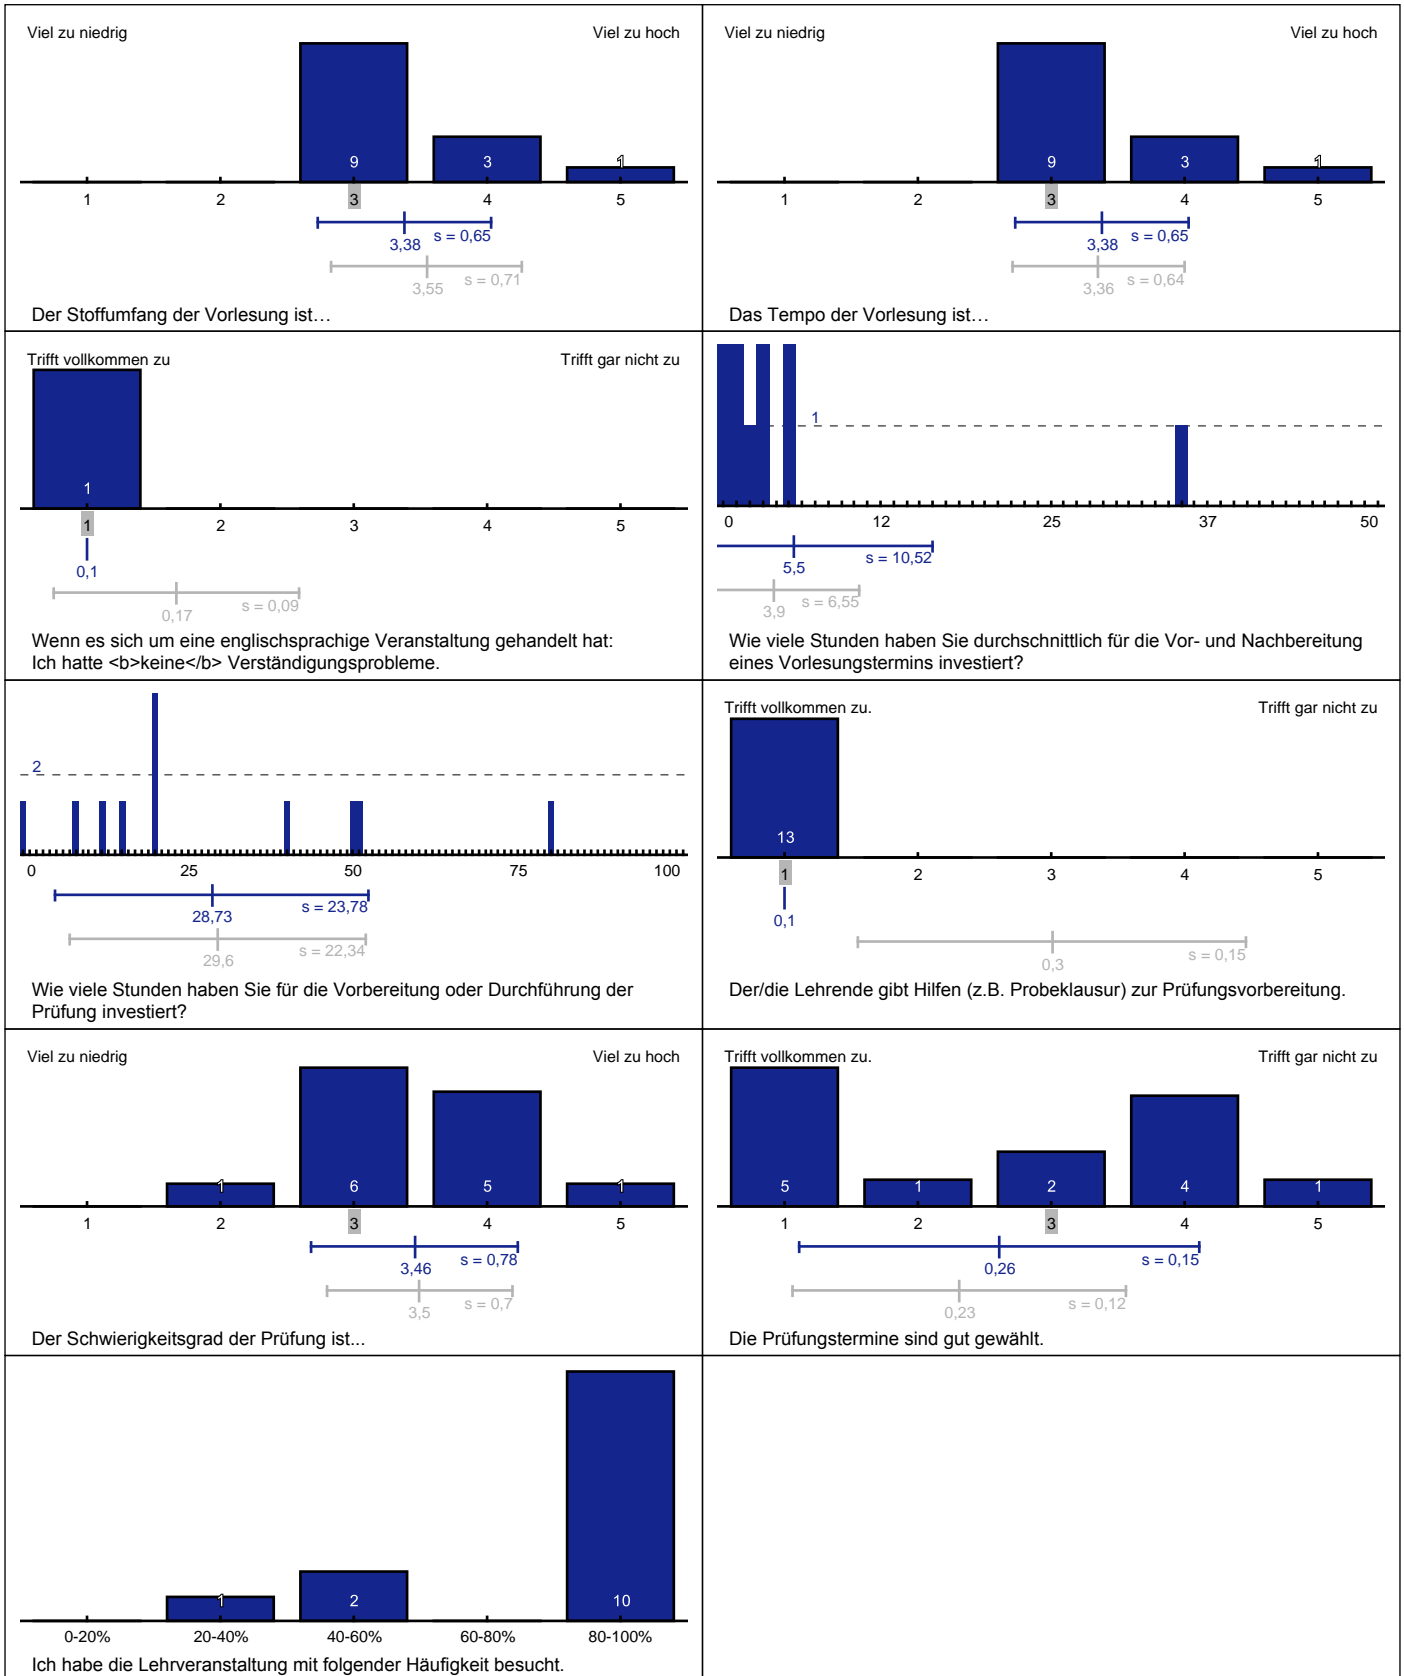 Viel zu niedrig Viel zu hoch
9 3 1
1 2 3 4 5
3,38 s = 0,65
3,55 s = 0,71
Der Stoffumfang der Vorlesung ist…
Viel zu niedrig Viel zu hoch
9 3 1
1 2 3 4 5
3,38 s = 0,65
3,36 s = 0,64
Das Tempo der Vorlesung ist…
Trifft vollkommen zu Trifft gar nicht zu
1
1 2 3 4 5
0,1
0,17 s = 0,09
Wenn es sich um eine englischsprachige Veranstaltung gehandelt hat:
Ich hatte <b>keine</b> Verständigungsprobleme.
1
0 12 25 37 50
5,5 s = 10,52
3,9 s = 6,55
Wie viele Stunden haben Sie durchschnittlich für die Vor- und Nachbereitung
eines Vorlesungstermins investiert?
2
0 25 50 75 100
28,73 s = 23,78
29,6 s = 22,34
Wie viele Stunden haben Sie für die Vorbereitung oder Durchführung der
Prüfung investiert?
Trifft vollkommen zu. Trifft gar nicht zu
13
1 2 3 4 5
0,1
0,3 s = 0,15
Der/die Lehrende gibt Hilfen (z.B. Probeklausur) zur Prüfungsvorbereitung.
Viel zu niedrig Viel zu hoch
1 6 5 1
1 2 3 4 5
3,46 s = 0,78
3,5 s = 0,7
Der Schwierigkeitsgrad der Prüfung ist...
Trifft vollkommen zu. Trifft gar nicht zu
5 1 2 4 1
1 2 3 4 5
0,26 s = 0,15
0,23 s = 0,12
Die Prüfungstermine sind gut gewählt.
1 2 10
0-20% 20-40% 40-60% 60-80% 80-100%
Ich habe die Lehrveranstaltung mit folgender Häufigkeit besucht.